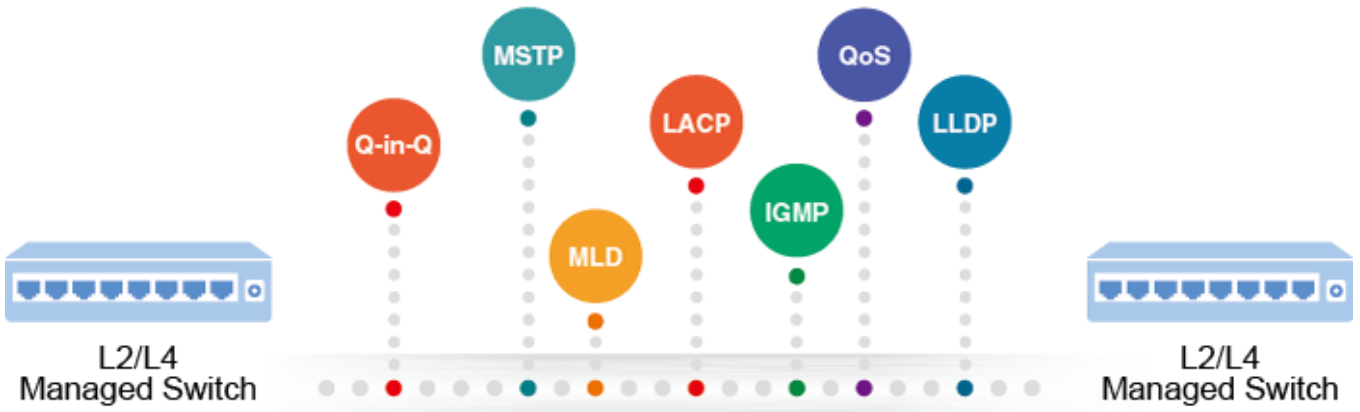 MSTP
QoS
LACP
LLDP
Q-in-Q
IGMP
MLD
L2/L4
Managed Switch
L2/L4
Managed Switch